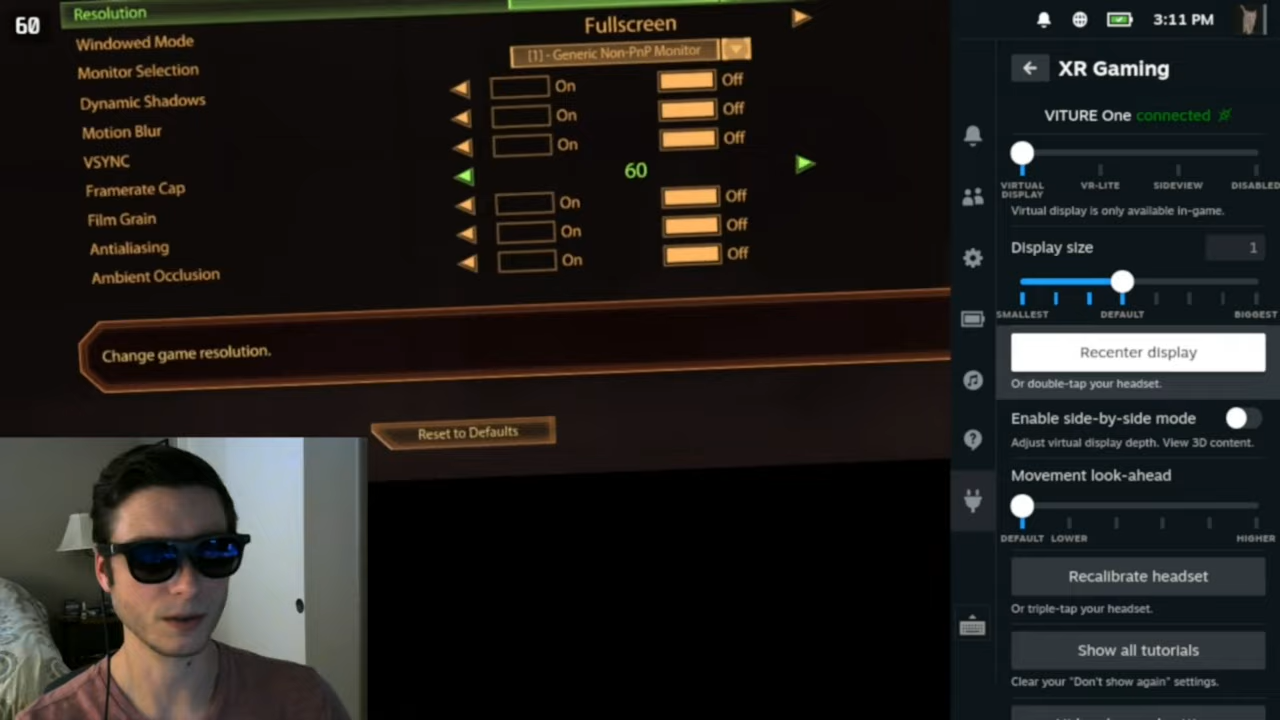 60
Resolution
Windowed Mode
Fullscreen
Monitor Selection
[1] - Generic Non-PnP Monitor
Dynamic Shadows
On
Off
Motion Blur
On
Off
VSYNC
On
Off
Framerate Cap
60
Film Grain
On
Off
Antialiasing
On
Off
Ambient Occlusion
On
Off
Change game resolution.
Reset to Defaults
3:11 PM
XR Gaming
VITURE One connected
VIRTUAL DISPLAY
VR-LITE
SIDEVIEW
DISABLED
Virtual display is only available in-game.
Display size
1
SMALLEST
DEFAULT
BIGGEST
Recenter display
Or double-tap your headset.
Enable side-by-side mode
Adjust virtual display depth. View 3D content.
Movement look-ahead
DEFAULT
LOWER
HIGHER
Recalibrate headset
Or triple-tap your headset.
Show all tutorials
Clear your "Don't show again" settings.